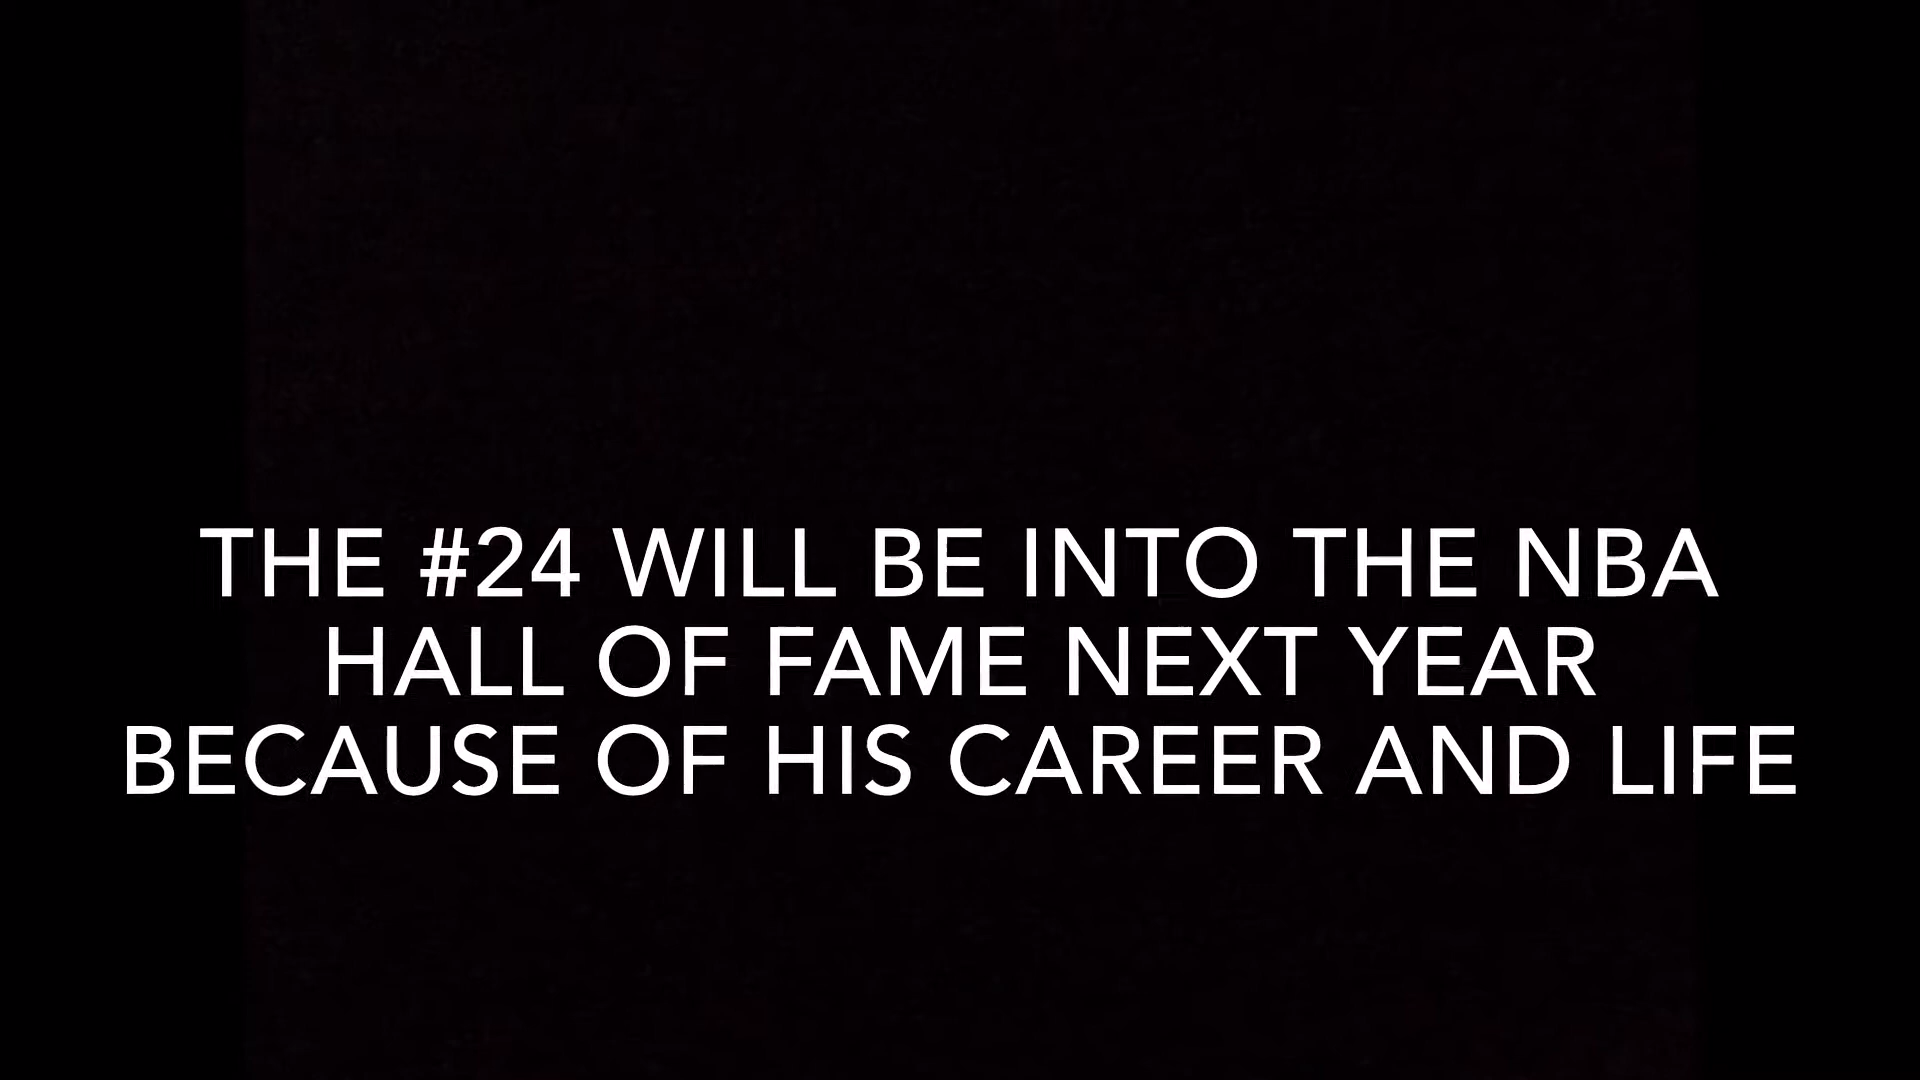 THE #24 WILL BE INTO THE NBA
HALL OF FAME NEXT YEAR
BECAUSE OF HIS CAREER AND LIFE